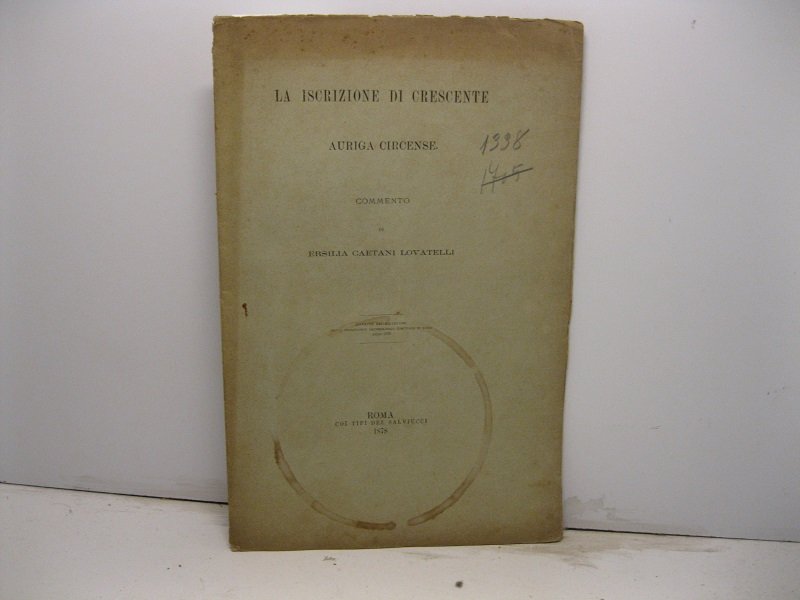 LA ISCRIZIONE DI CRESCENTE
AURIGA CIRCENSE.
1338
COMMENTO
DI
ERSILIA CAETANI LOVATELLI
ROMA
COI TIPI DEL SALVIUCCI
1878